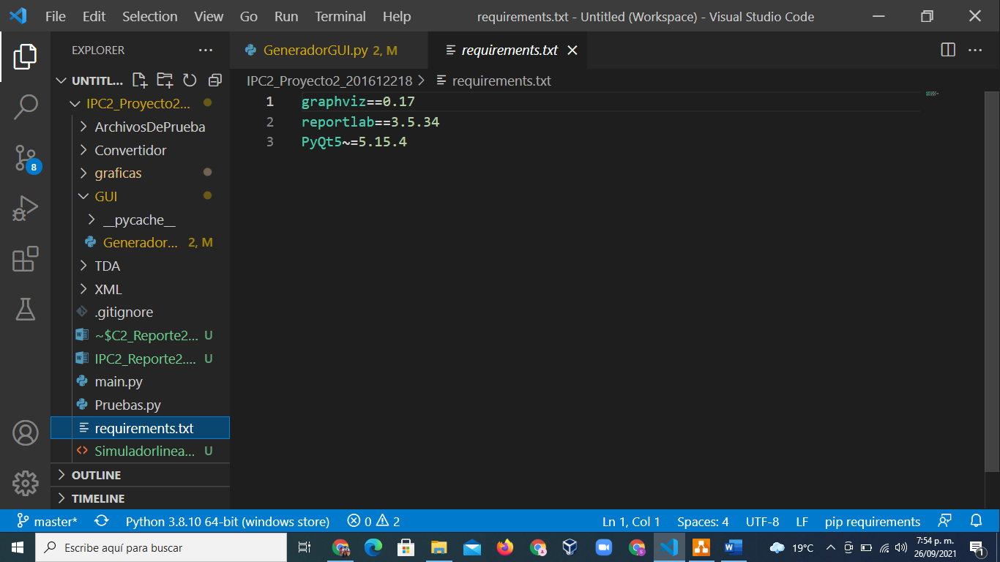 File Edit Selection View Go Run Terminal Help
requirements.txt - Untitled (Workspace) - Visual Studio Code
EXPLORER
UNTITL...
IPC2_Proyecto2...
ArchivosDePrueba
Convertidor
graficas
GUI
__pycache__
Generador... 2, M
TDA
XML
.gitignore
~$C2_Reporte2... U
IPC2_Reporte2.... U
main.py
Pruebas.py
requirements.txt
Simuladorlinea... U
OUTLINE
TIMELINE
8
GeneradorGUI.py 2, M
requirements.txt
IPC2_Proyecto2_201612218 > requirements.txt
1 graphviz==0.17
2 reportlab==3.5.34
3 PyQt5~=5.15.4
master* Python 3.8.10 64-bit (windows store) 0 2 Ln 1, Col 1 Spaces: 4 UTF-8 LF pip requirements
Escribe aquí para buscar
19°C
7:54 p. m.
26/09/2021
1